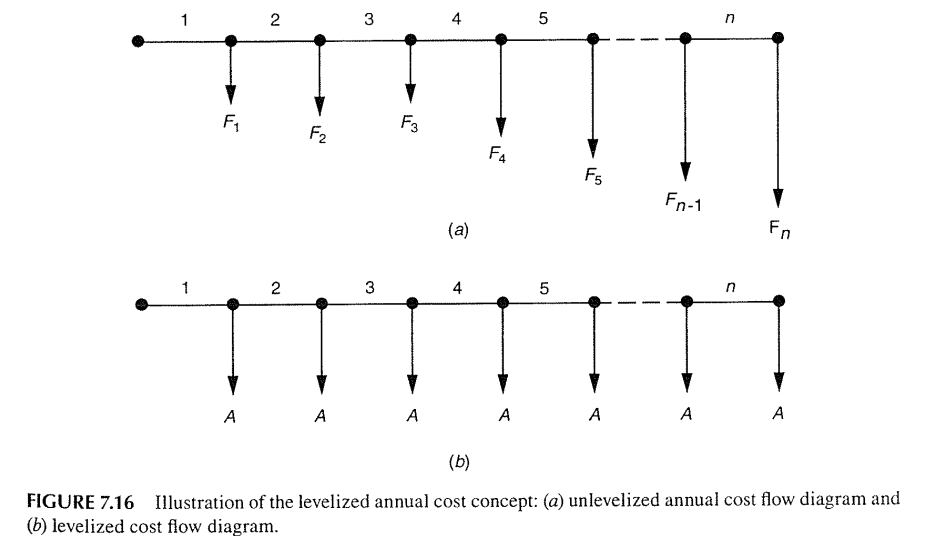 1 2 3 4 5 n
F1 F2 F3 F4 F5 Fn-1 Fn
(a)
1 2 3 4 5 n
A A A A A A A
(b)
FIGURE 7.16 Illustration of the levelized annual cost concept: (a) unlevelized annual cost flow diagram and
(b) levelized cost flow diagram.